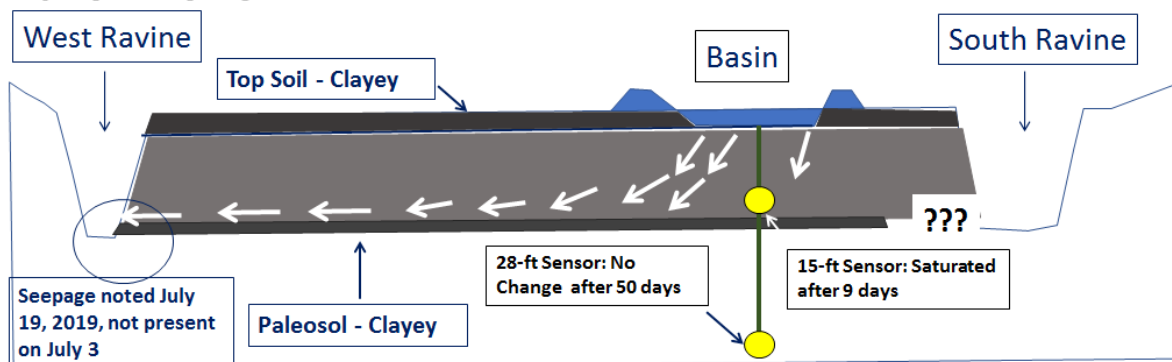 West Ravine
Top Soil - Clayey
Basin
South Ravine
???
28-ft Sensor: No
Change after 50 days
15-ft Sensor: Saturated
after 9 days
Seepage noted July
19, 2019, not present
on July 3
Paleosol - Clayey